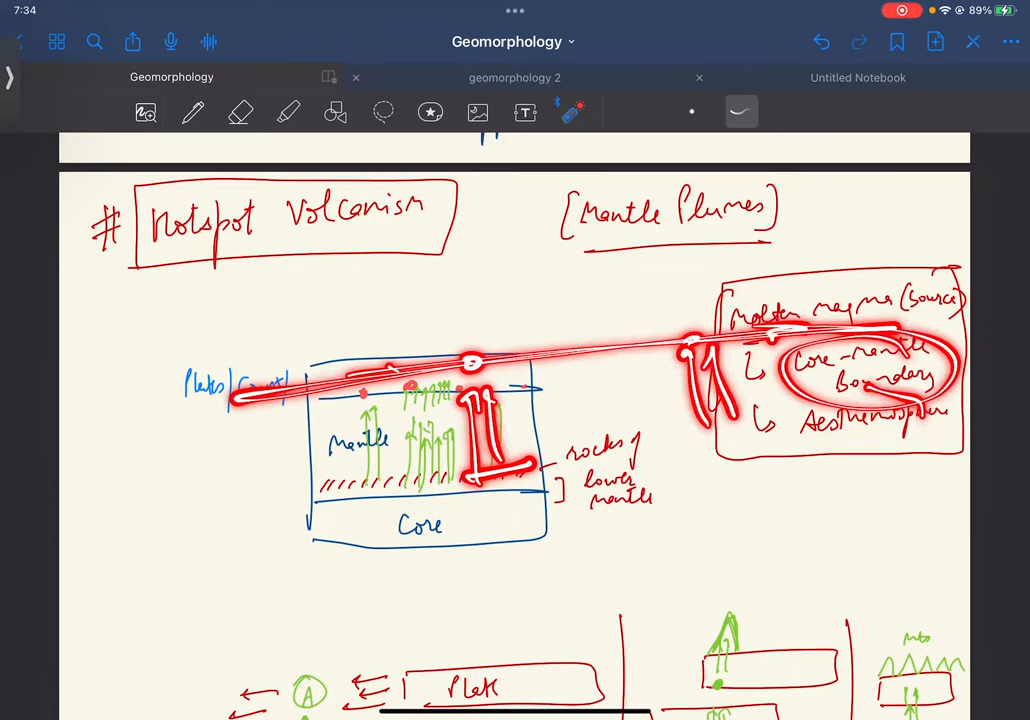 7:34
89%
Geomorphology
Geomorphology
geomorphology 2
Untitled Notebook
# Hotspot Volcanism
[Mantle Plumes]
Molten magma (Source)
Core-mantle
Boundary
Aesthenosphere
Plates/
Mantle
rocks of
lower
mantle
Core
mts
A
Plate